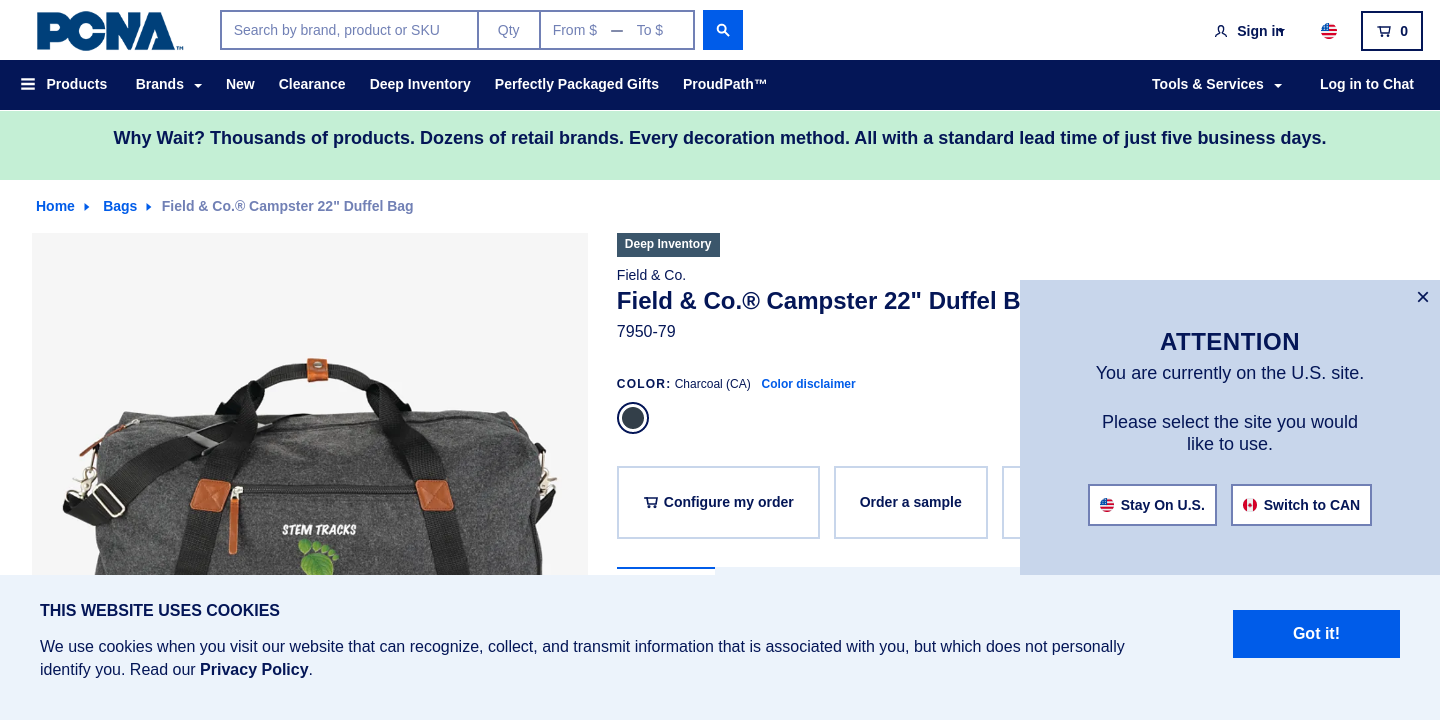 PCNA™
Search by brand, product or SKU
Qty
From $ — To $
Sign in
0
Products
Brands
New
Clearance
Deep Inventory
Perfectly Packaged Gifts
ProudPath™
Tools & Services
Log in to Chat
Why Wait? Thousands of products. Dozens of retail brands. Every decoration method. All with a standard lead time of just five business days.
Home
Bags
Field & Co.® Campster 22" Duffel Bag
Deep Inventory
Field & Co.
Field & Co.® Campster 22" Duffel B
7950-79
COLOR: Charcoal (CA) Color disclaimer
Configure my order
Order a sample
STEM TRACKS
×
ATTENTION
You are currently on the U.S. site.
Please select the site you would
like to use.
Stay On U.S.
Switch to CAN
THIS WEBSITE USES COOKIES
We use cookies when you visit our website that can recognize, collect, and transmit information that is associated with you, but which does not personally
identify you. Read our Privacy Policy.
Got it!